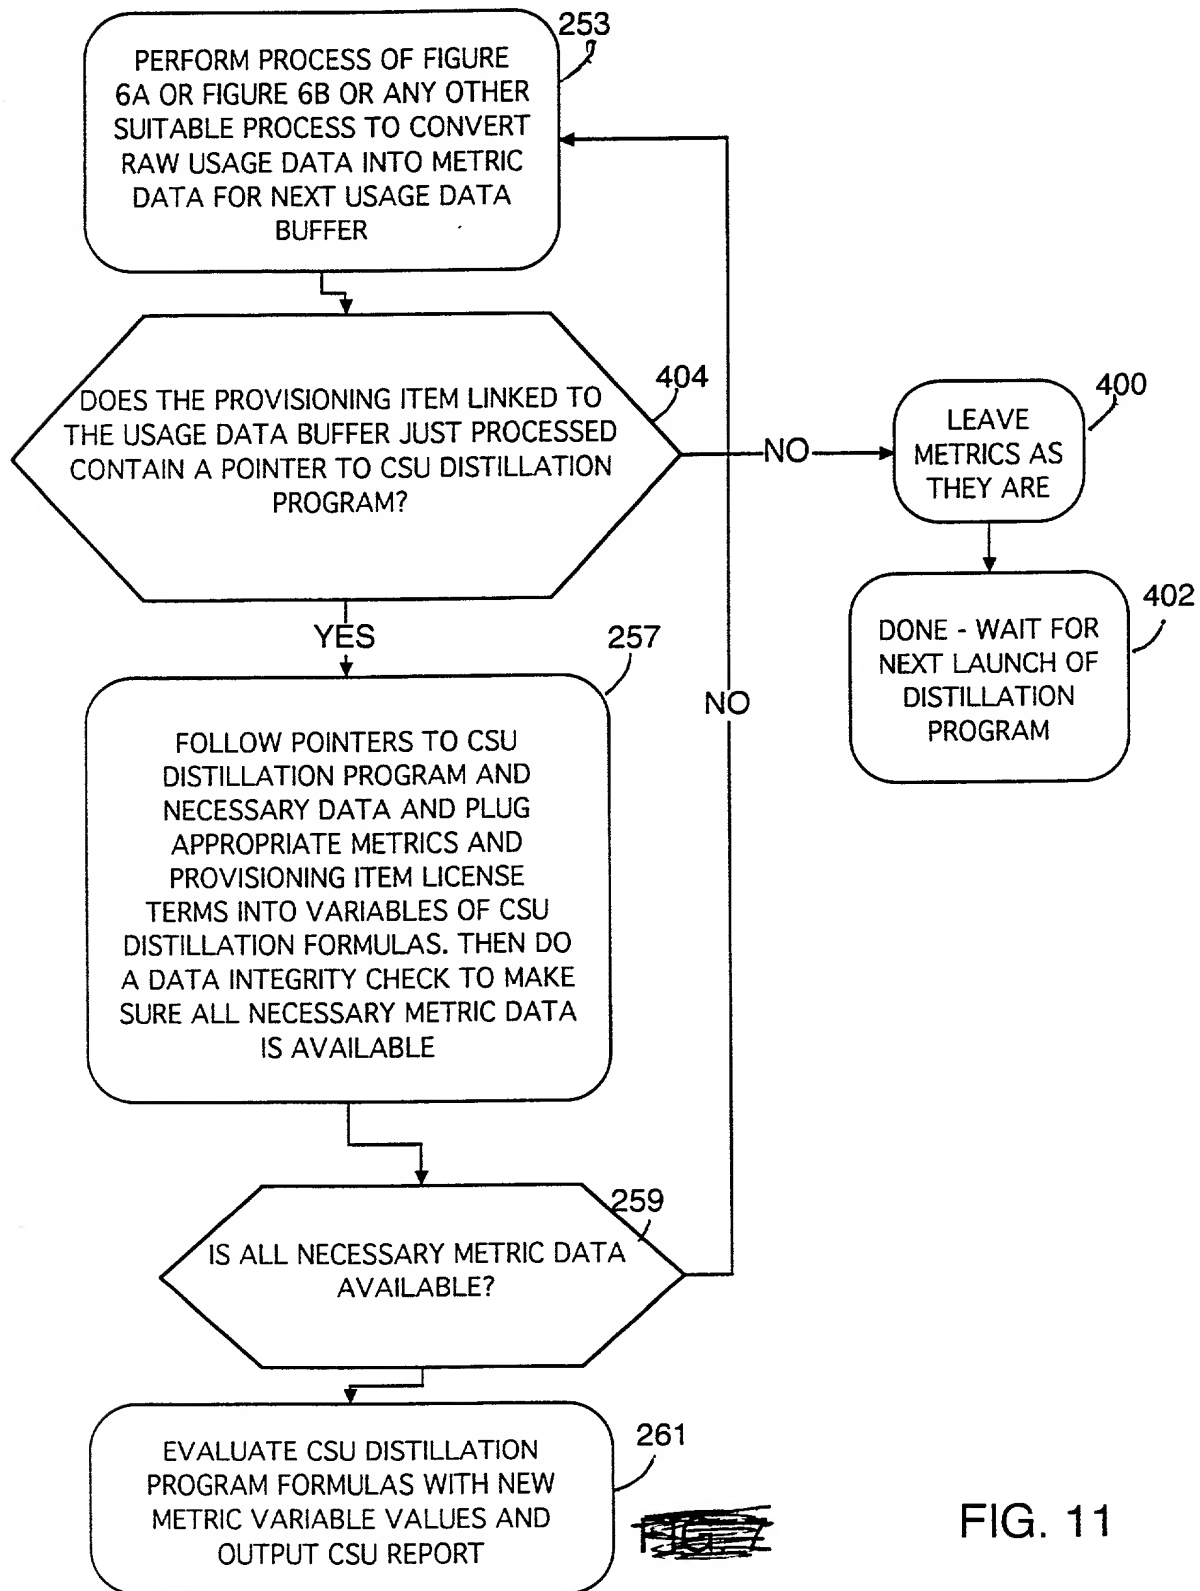 253
PERFORM PROCESS OF FIGURE
6A OR FIGURE 6B OR ANY OTHER
SUITABLE PROCESS TO CONVERT
RAW USAGE DATA INTO METRIC
DATA FOR NEXT USAGE DATA
BUFFER
404
DOES THE PROVISIONING ITEM LINKED TO
THE USAGE DATA BUFFER JUST PROCESSED
CONTAIN A POINTER TO CSU DISTILLATION
PROGRAM?
NO
400
LEAVE
METRICS AS
THEY ARE
402
DONE - WAIT FOR
NEXT LAUNCH OF
DISTILLATION
PROGRAM
YES
257
FOLLOW POINTERS TO CSU
DISTILLATION PROGRAM AND
NECESSARY DATA AND PLUG
APPROPRIATE METRICS AND
PROVISIONING ITEM LICENSE
TERMS INTO VARIABLES OF CSU
DISTILLATION FORMULAS. THEN DO
A DATA INTEGRITY CHECK TO MAKE
SURE ALL NECESSARY METRIC DATA
IS AVAILABLE
NO
259
IS ALL NECESSARY METRIC DATA
AVAILABLE?
261
EVALUATE CSU DISTILLATION
PROGRAM FORMULAS WITH NEW
METRIC VARIABLE VALUES AND
OUTPUT CSU REPORT
FIG. 7
FIG. 11